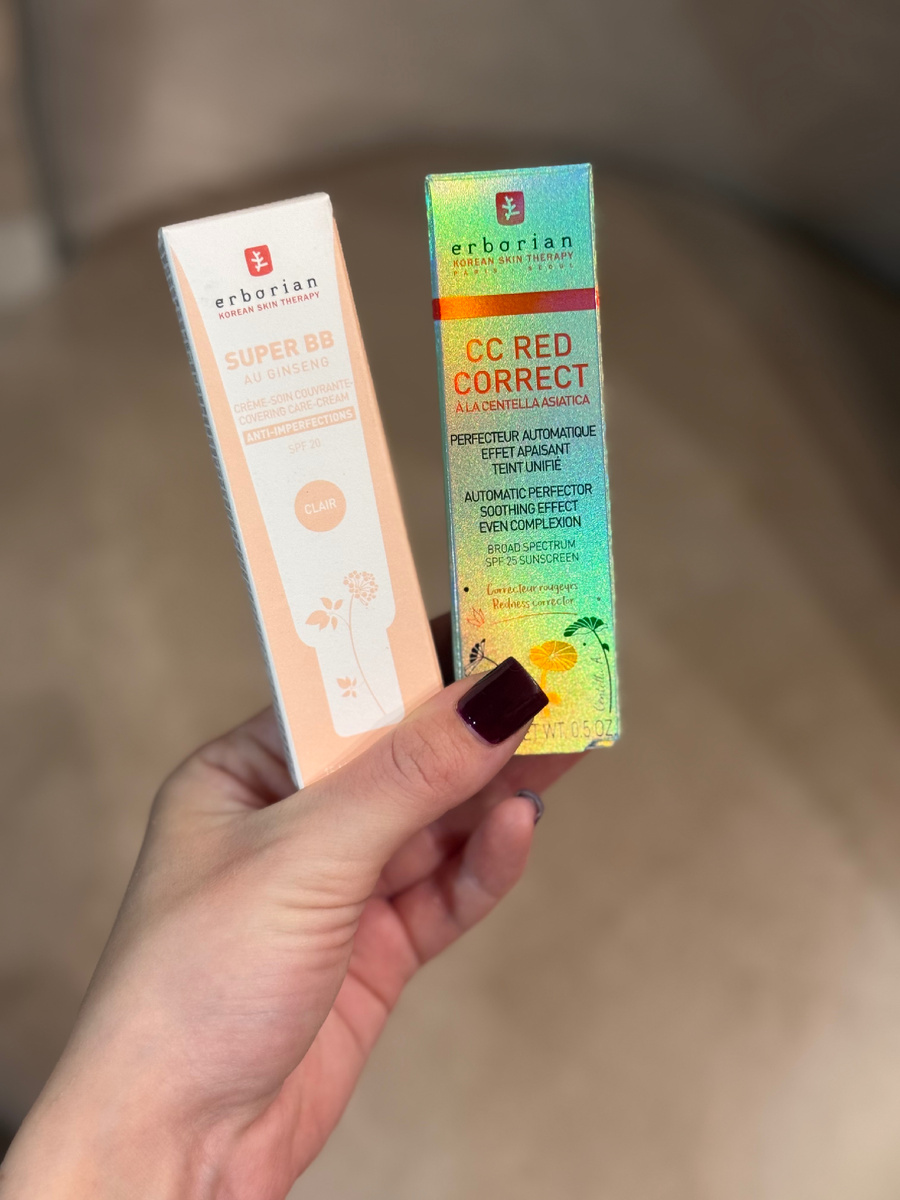 erborian
KOREAN SKIN THERAPY
SUPER BB
AU GINSENG
CRÈME-SOIN COUVRANTE-
COVERING CARE-CREAM
ANTI-IMPERFECTIONS
SPF 20
CLAIR
erborian
KOREAN SKIN THERAPY
PARIS SEOUL
CC RED
CORRECT
À LA CENTELLA ASIATICA
PERFECTEUR AUTOMATIQUE
EFFET APAISANT
TEINT UNIFIÉ
AUTOMATIC PERFECTOR
SOOTHING EFFECT
EVEN COMPLEXION
BROAD SPECTRUM
SPF 25 SUNSCREEN
Correcteur rougeurs
Redness corrector
Centella A.
WT. 0.5 OZ.